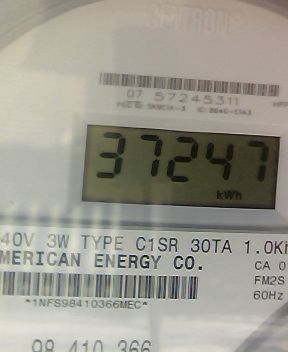 CENTRON
07 57245311
37247
kWh
40V 3W TYPE C1SR 30TA 1.0K
MERICAN ENERGY CO.
CA 0
FM2S
*1NFS98410366MEC*
60Hz
98 410 366